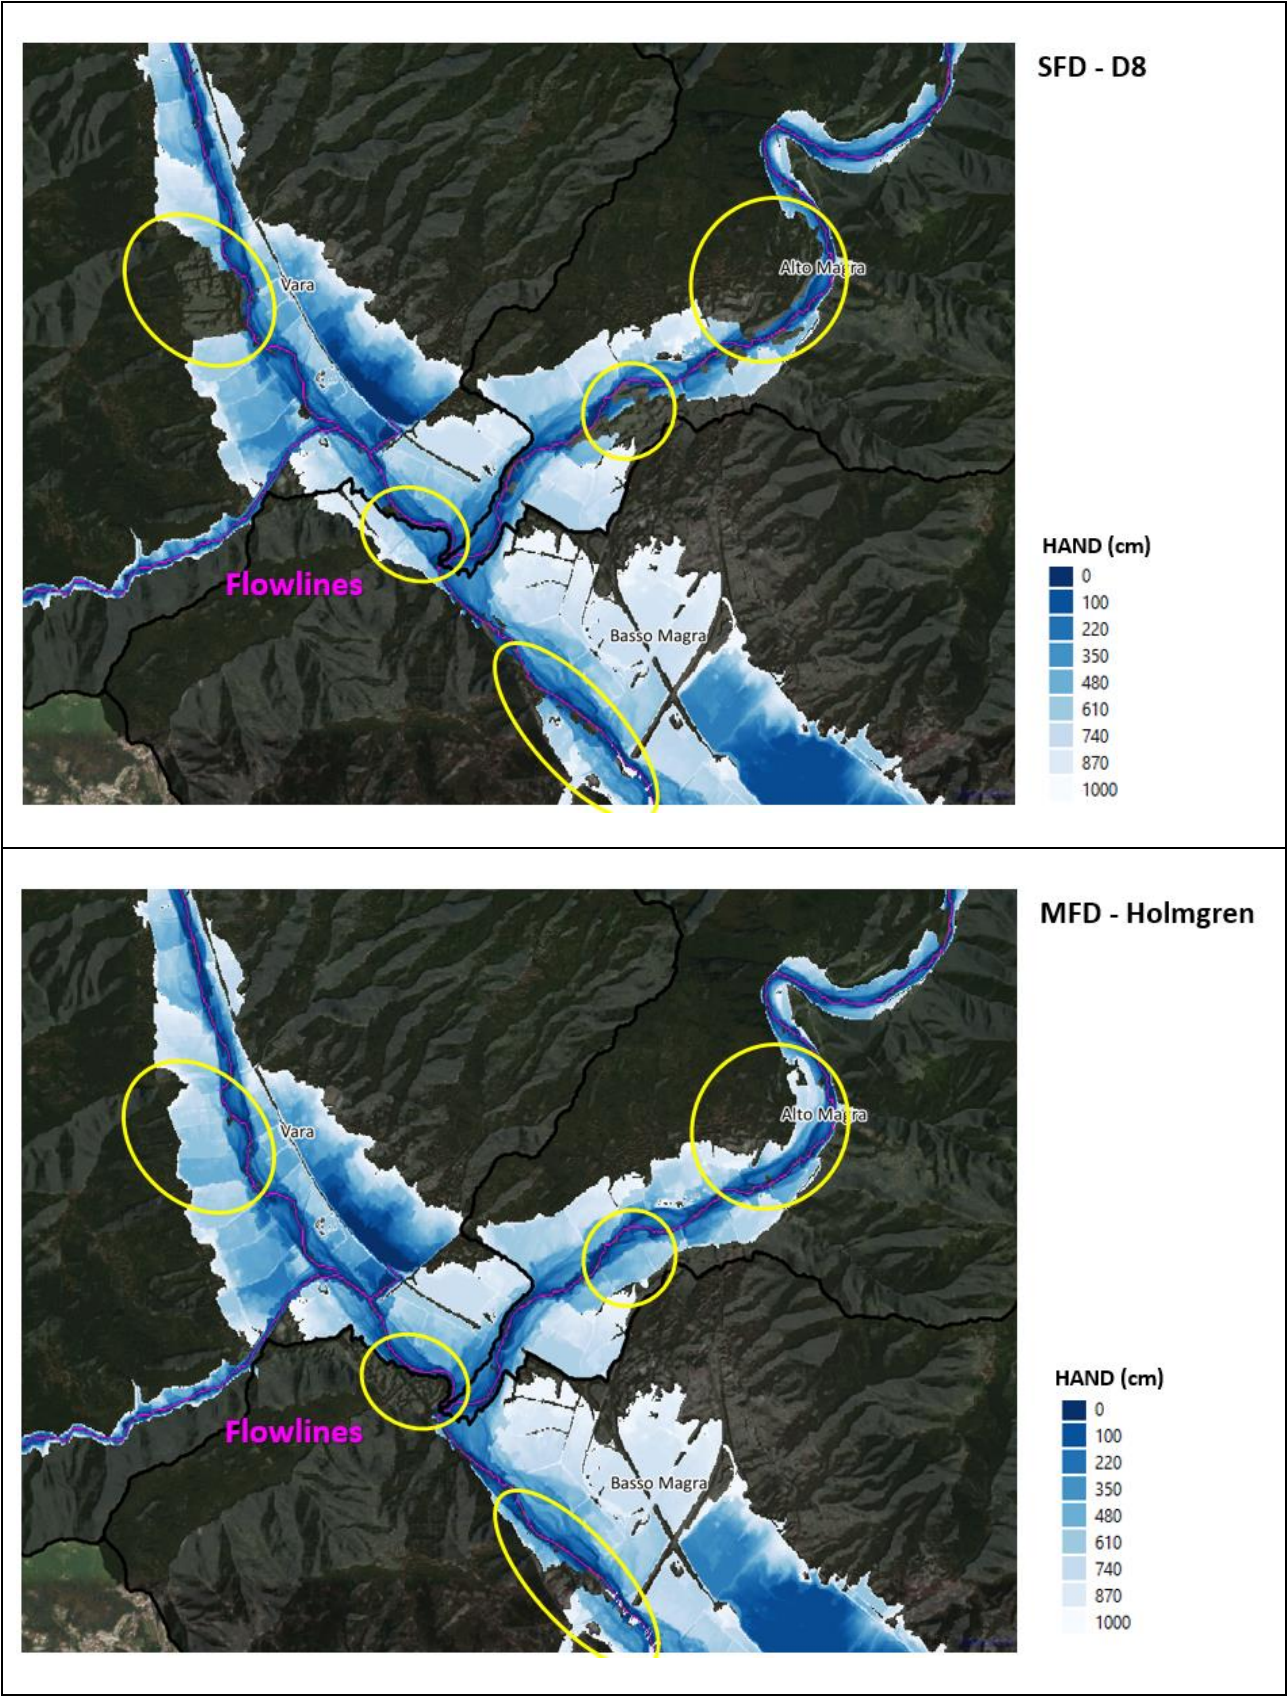 SFD - D8
Alto Magra
Vara
Flowlines
Basso Magra
HAND (cm)
0
100
220
350
480
610
740
870
1000
MFD - Holmgren
Alto Magra
Vara
Flowlines
Basso Magra
HAND (cm)
0
100
220
350
480
610
740
870
1000